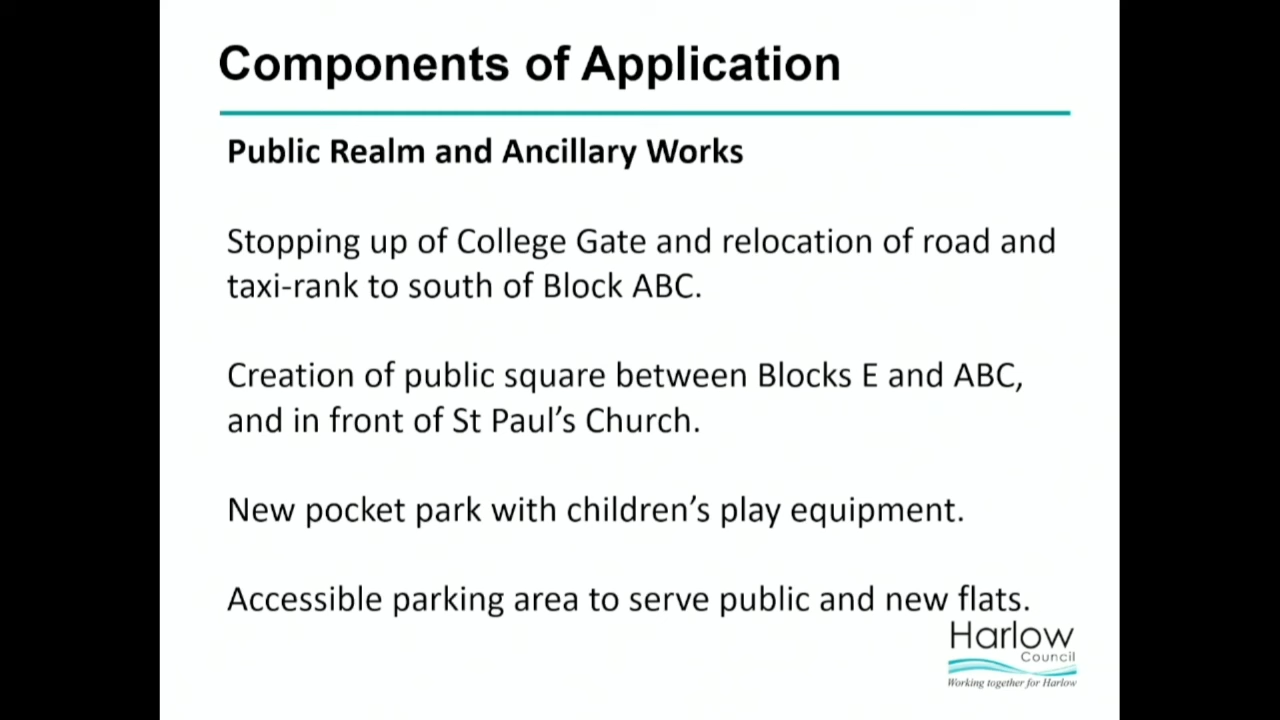 Components of Application
Public Realm and Ancillary Works
Stopping up of College Gate and relocation of road and
taxi-rank to south of Block ABC.
Creation of public square between Blocks E and ABC,
and in front of St Paul’s Church.
New pocket park with children’s play equipment.
Accessible parking area to serve public and new flats.
Harlow
Council
Working together for Harlow